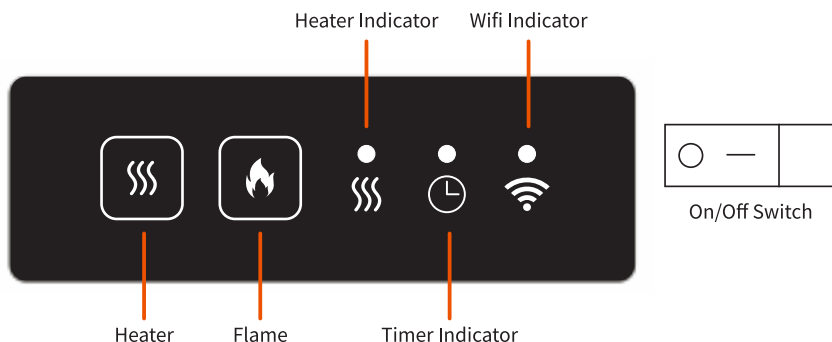 Heater Indicator
Wifi Indicator
On/Off Switch
Heater
Flame
Timer Indicator